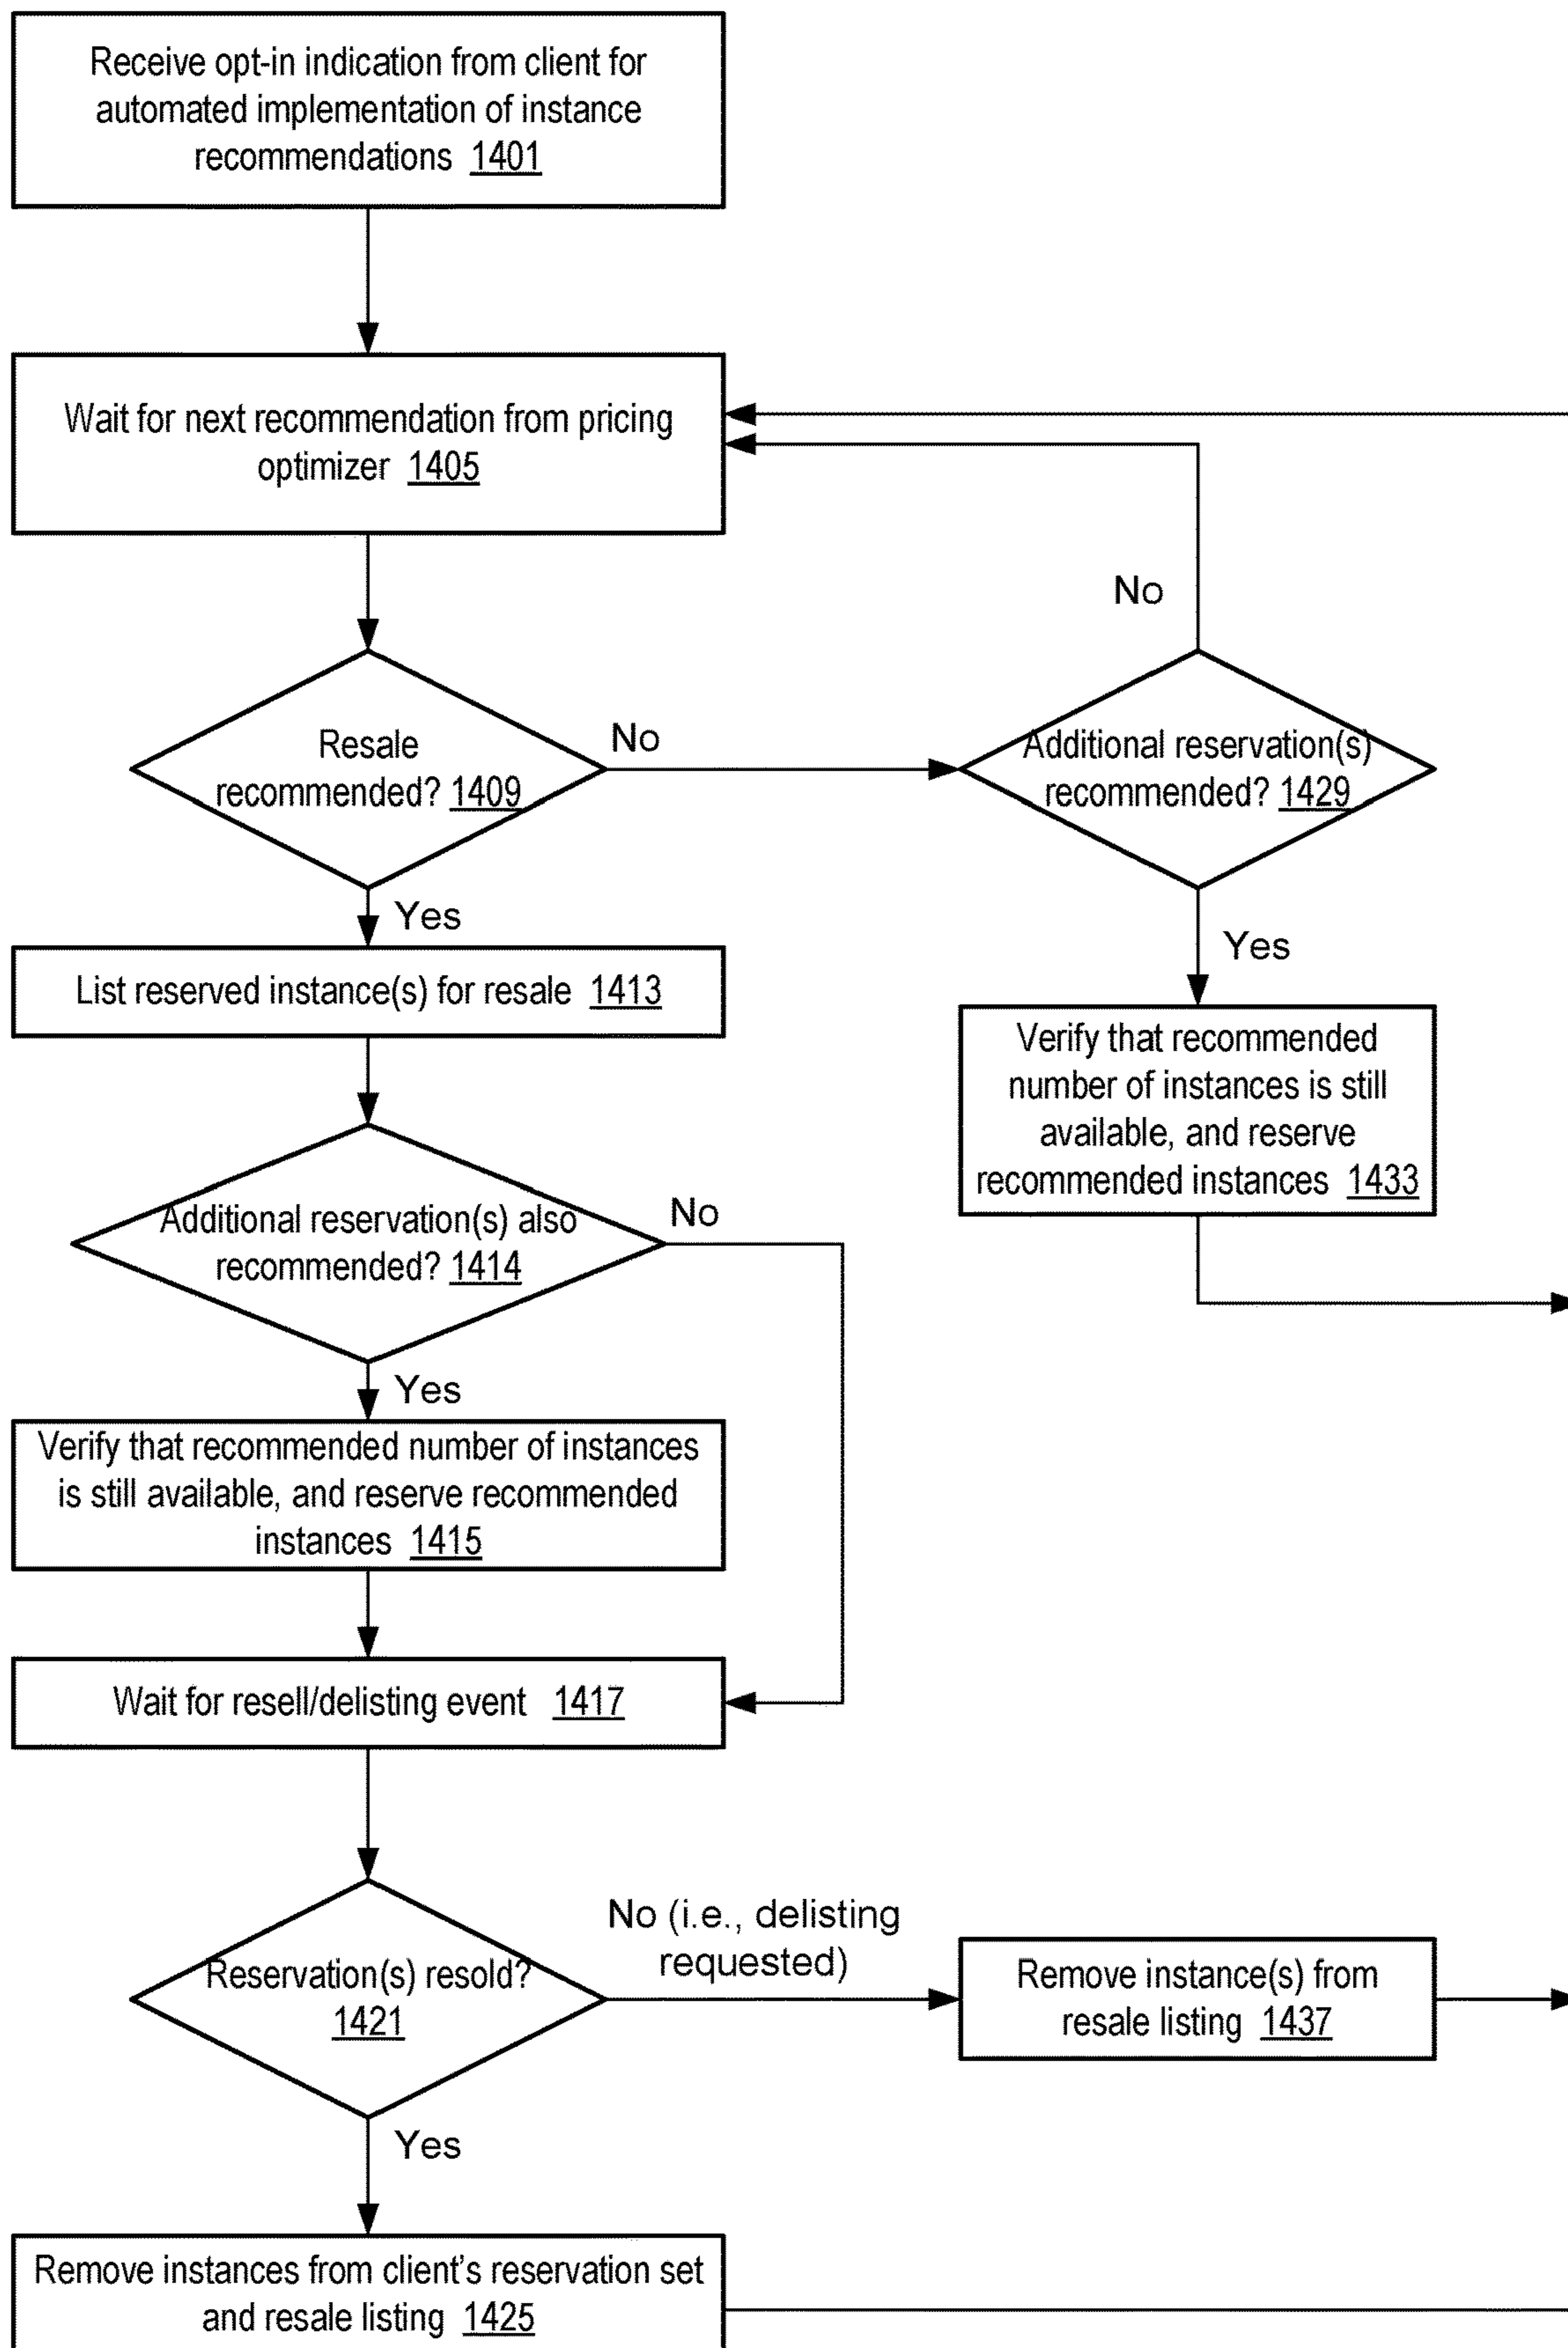 Receive opt-in indication from client for
automated implementation of instance
recommendations 1401
Wait for next recommendation from pricing
optimizer 1405
No
Resale
recommended? 1409
No
Additional reservation(s)
recommended? 1429
Yes
List reserved instance(s) for resale 1413
Yes
Verify that recommended
number of instances is still
available, and reserve
recommended instances 1433
Additional reservation(s) also
recommended? 1414
No
Yes
Verify that recommended number of instances
is still available, and reserve recommended
instances 1415
Wait for resell/delisting event 1417
Reservation(s) resold?
1421
No (i.e., delisting
requested)
Remove instance(s) from
resale listing 1437
Yes
Remove instances from client's reservation set
and resale listing 1425